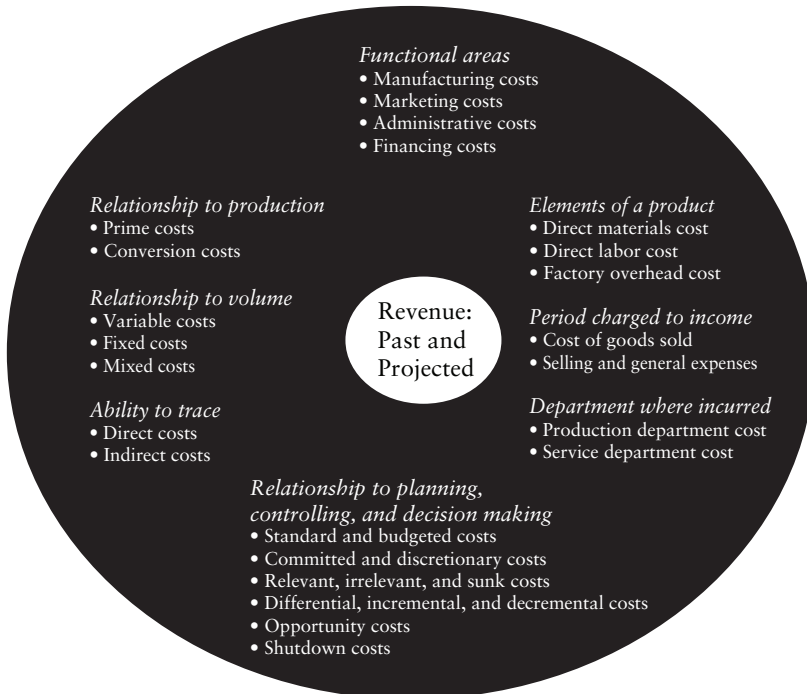 Functional areas
• Manufacturing costs
• Marketing costs
• Administrative costs
• Financing costs
Relationship to production
• Prime costs
• Conversion costs
Relationship to volume
• Variable costs
• Fixed costs
• Mixed costs
Ability to trace
• Direct costs
• Indirect costs
Revenue:
Past and
Projected
Elements of a product
• Direct materials cost
• Direct labor cost
• Factory overhead cost
Period charged to income
• Cost of goods sold
• Selling and general expenses
Department where incurred
• Production department cost
• Service department cost
Relationship to planning,
controlling, and decision making
• Standard and budgeted costs
• Committed and discretionary costs
• Relevant, irrelevant, and sunk costs
• Differential, incremental, and decremental costs
• Opportunity costs
• Shutdown costs